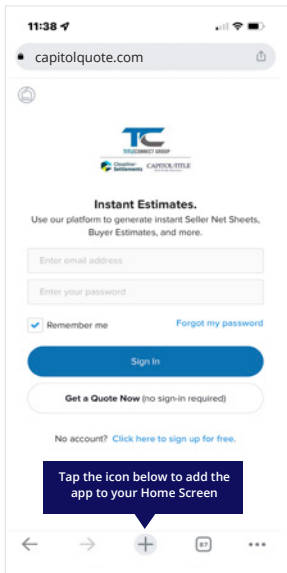 11:38
capitolquote.com
TC
TITLECONNECT GROUP
Clearline Settlements CAPITOL TITLE
Instant Estimates.
Use our platform to generate instant Seller Net Sheets,
Buyer Estimates, and more.
Enter email address
Enter your password
Remember me Forgot my password
Sign In
Get a Quote Now (no sign-in required)
No account? Click here to sign up for free.
Tap the icon below to add the
app to your Home Screen
87